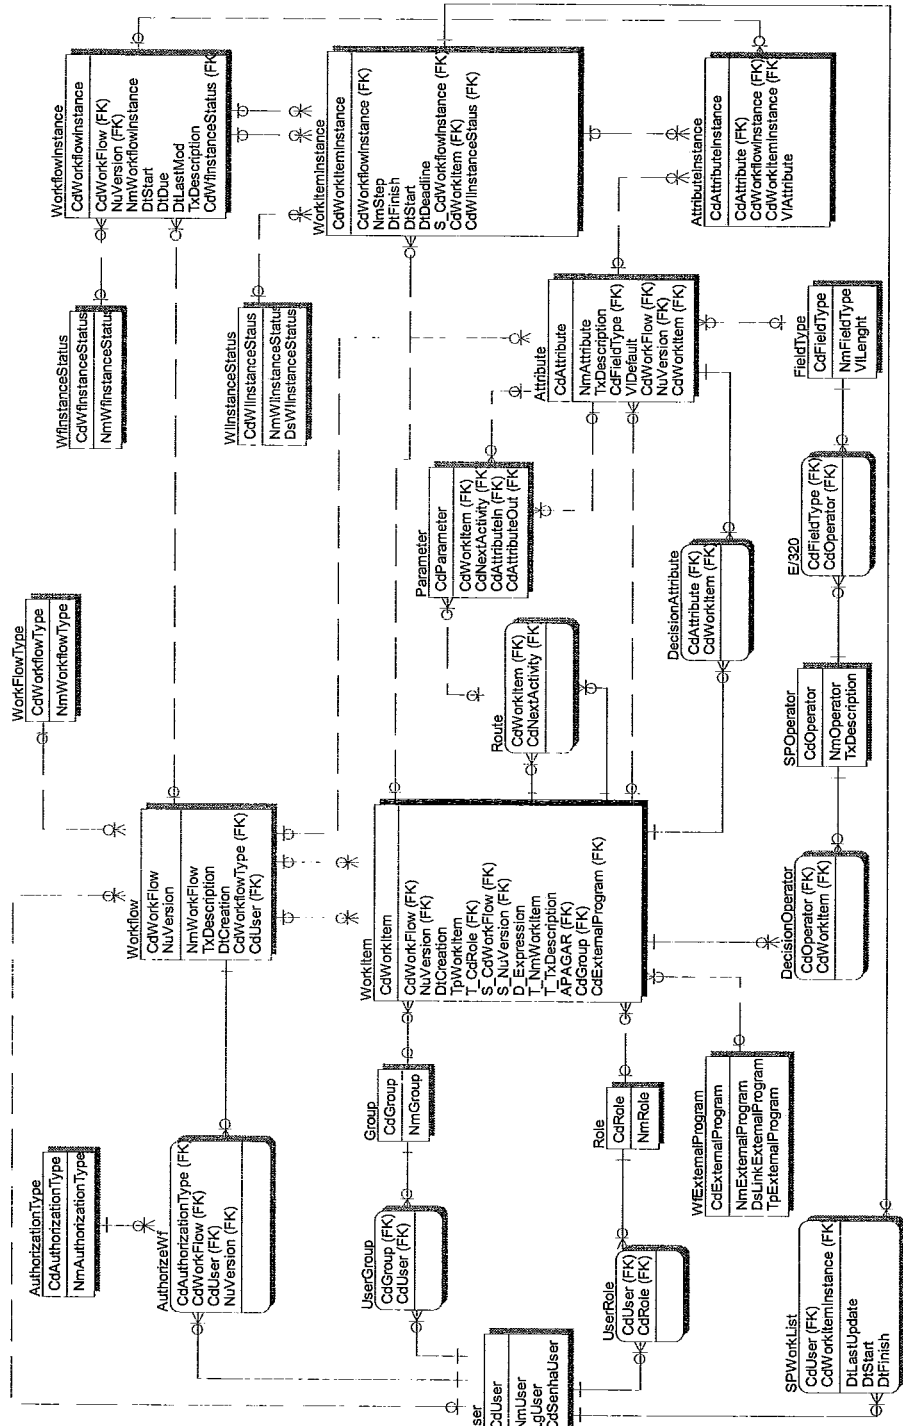 WorkflowInstance
CdWorkflowInstance
CdWorkFlow (FK)
NuVersion (FK)
NmWorkflowInstance
DtStart
DtDue
DtLastMod
TxDescription
CdWfInstanceStatus (FK)
WorkItemInstance
CdWorkItemInstance
CdWorkflowInstance (FK)
NmStep
DtFinish
DtStart
DtDeadline
S_CdWorkflowInstance (FK)
CdWorkItem (FK)
CdWIInstanceStaus (FK)
AttributeInstance
CdAttributeInstance
CdAttribute (FK)
CdWorkflowInstance (FK)
CdWorkItemInstance (FK)
VlAttribute
WfInstanceStatus
CdWfInstanceStatus
NmWfInstanceStatus
WIInstanceStatus
CdWIInstanceStaus
NmWIInstanceStatus
DsWIInstanceStatus
Attribute
CdAttribute
NmAttribute
TxDescription
CdFieldType (FK)
VlDefault
CdWorkFlow (FK)
NuVersion (FK)
CdWorkItem (FK)
FieldType
CdFieldType
NmFieldType
VlLenght
Parameter
CdParameter
CdWorkItem (FK)
CdNextActivity (FK)
CdAttributeIn (FK)
CdAttributeOut (FK)
E/320
CdFieldType (FK)
CdOperator (FK)
WorkFlowType
CdWorkflowType
NmWorkflowType
Route
CdWorkItem (FK)
CdNextActivity (FK)
DecisionAttribute
CdAttribute (FK)
CdWorkItem (FK)
SPOperator
CdOperator
NmOperator
TxDescription
Workflow
CdWorkFlow
NuVersion
NmWorkFlow
TxDescription
DtCreation
CdWorkflowType (FK)
CdUser (FK)
WorkItem
CdWorkItem
CdWorkFlow (FK)
NuVersion (FK)
DtCreation
TpWorkItem
T_CdRole (FK)
S_CdWorkFlow (FK)
S_NuVersion (FK)
D_Expression
T_NmWorkItem
T_TxDescription
_APAGAR (FK)
CdGroup (FK)
CdExternalProgram (FK)
DecisionOperator
CdOperator (FK)
CdWorkItem (FK)
AuthorizationType
CdAuthorizationType
NmAuthorizationType
AuthorizeWf
CdAuthorizationType (FK)
CdWorkFlow (FK)
CdUser (FK)
NuVersion (FK)
Group
CdGroup
NmGroup
Role
CdRole
NmRole
WfExternalProgram
CdExternalProgram
NmExternalProgram
DsLinkExternalProgram
TpExternalProgram
UserGroup
CdGroup (FK)
CdUser (FK)
UserRole
CdUser (FK)
CdRole (FK)
SPWorkList
CdUser (FK)
CdWorkItemInstance (FK)
DtLastUpdate
DtStart
DtFinish
ser
CdUser
NmUser
gUser
CdSenhaUser